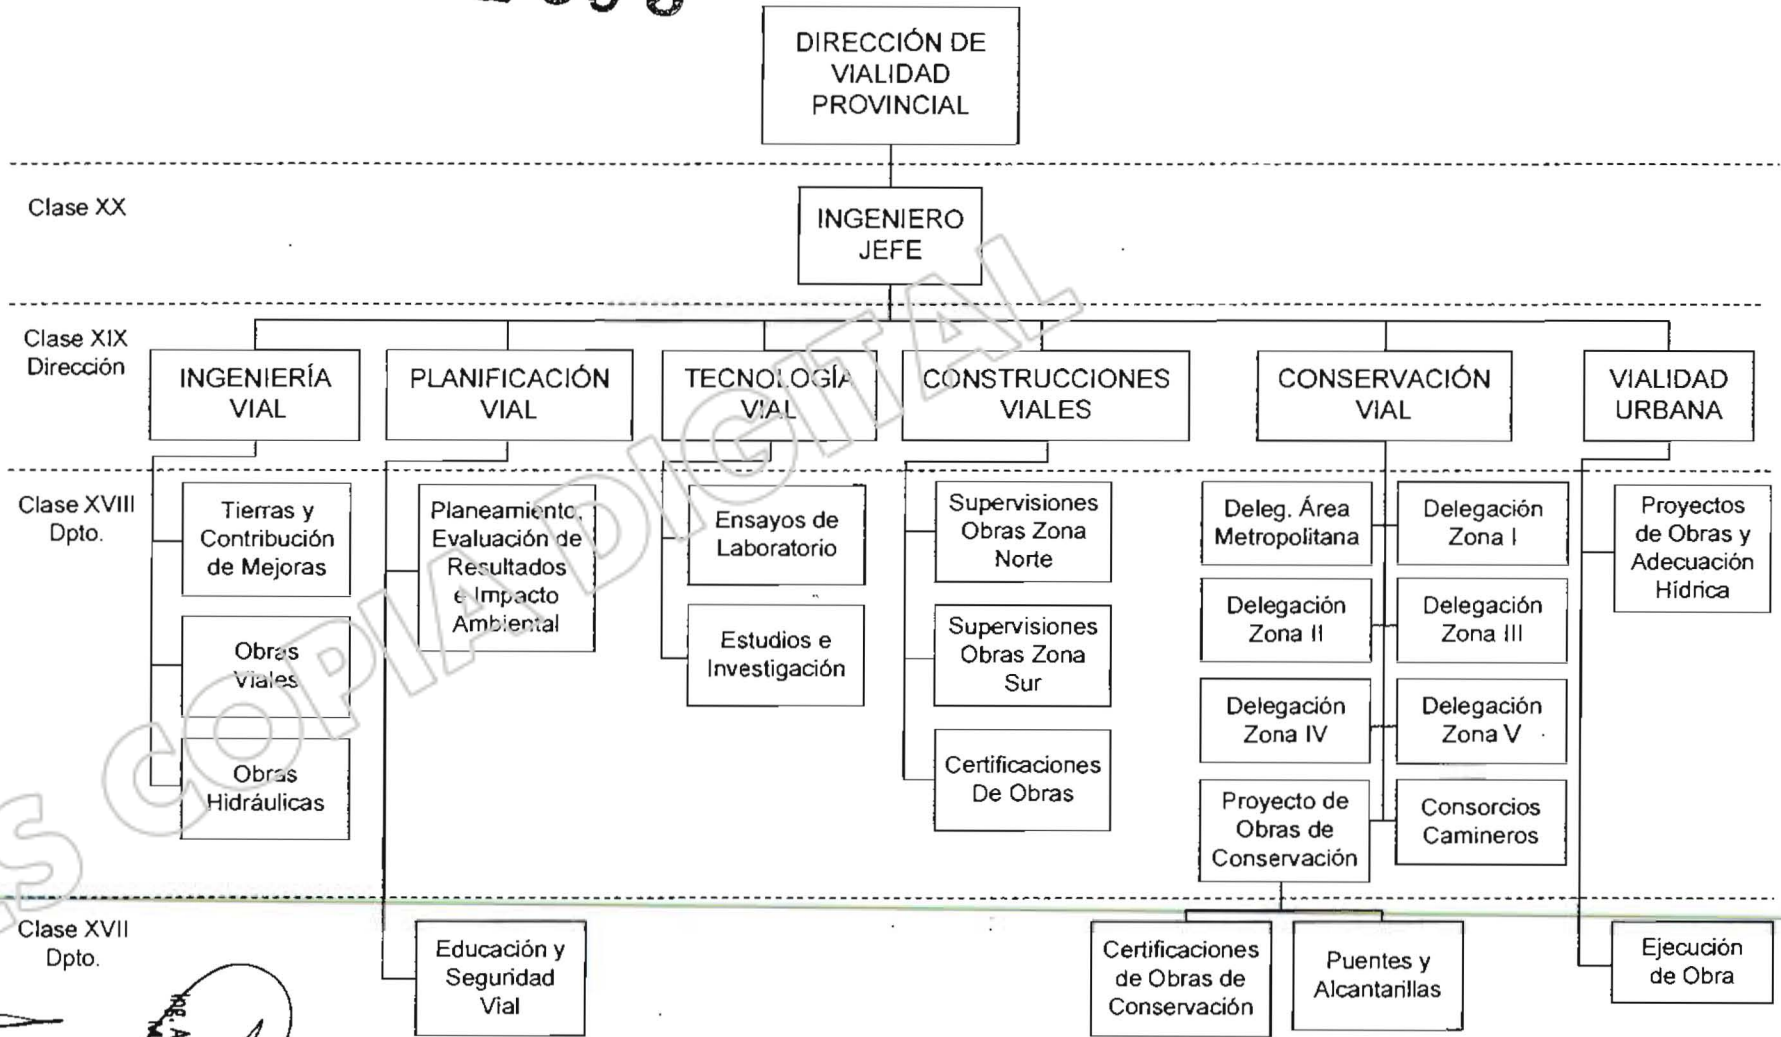 DIRECCIÓN DE
VIALIDAD
PROVINCIAL
Clase XX
INGENIERO
JEFE
Clase XIX
Dirección
INGENIERÍA
VIAL
PLANIFICACIÓN
VIAL
TECNOLOGÍA
VIAL
CONSTRUCCIONES
VIALES
CONSERVACIÓN
VIAL
VIALIDAD
URBANA
Clase XVIII
Dpto.
Tierras y
Contribución
de Mejoras
Obras
Viales
Obras
Hidráulicas
Planeamiento,
Evaluación de
Resultados
e Impacto
Ambiental
Ensayos de
Laboratorio
Estudios e
Investigación
Supervisiones
Obras Zona
Norte
Supervisiones
Obras Zona
Sur
Certificaciones
De Obras
Deleg. Área
Metropolitana
Delegación
Zona I
Delegación
Zona II
Delegación
Zona III
Delegación
Zona IV
Delegación
Zona V
Proyecto de
Obras de
Conservación
Consorcios
Camineros
Proyectos
de Obras y
Adecuación
Hídrica
Clase XVII
Dpto.
Educación y
Seguridad
Vial
Certificaciones
de Obras de
Conservación
Puentes y
Alcantarillas
Ejecución
de Obra
ES COPIA DIGITAL
Ing. A